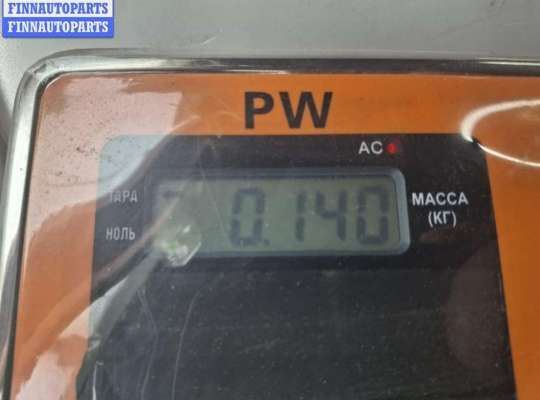 FINNAUTOPARTS
FINNAUTOPARTS
PW
AC
ТАРА
0.140
МАССА
(КГ)
НОЛЬ